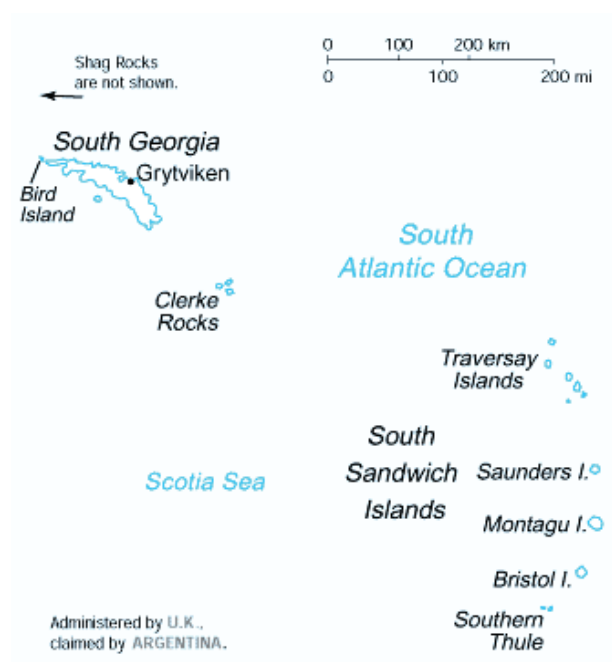 0 100 200 km
0 100 200 mi
Shag Rocks
are not shown.
South Georgia
Grytviken
Bird
Island
South
Atlantic Ocean
Clerke
Rocks
Traversay
Islands
South
Sandwich
Islands
Saunders I.
Scotia Sea
Montagu I.
Bristol I.
Southern
Thule
Administered by U.K.,
claimed by ARGENTINA.